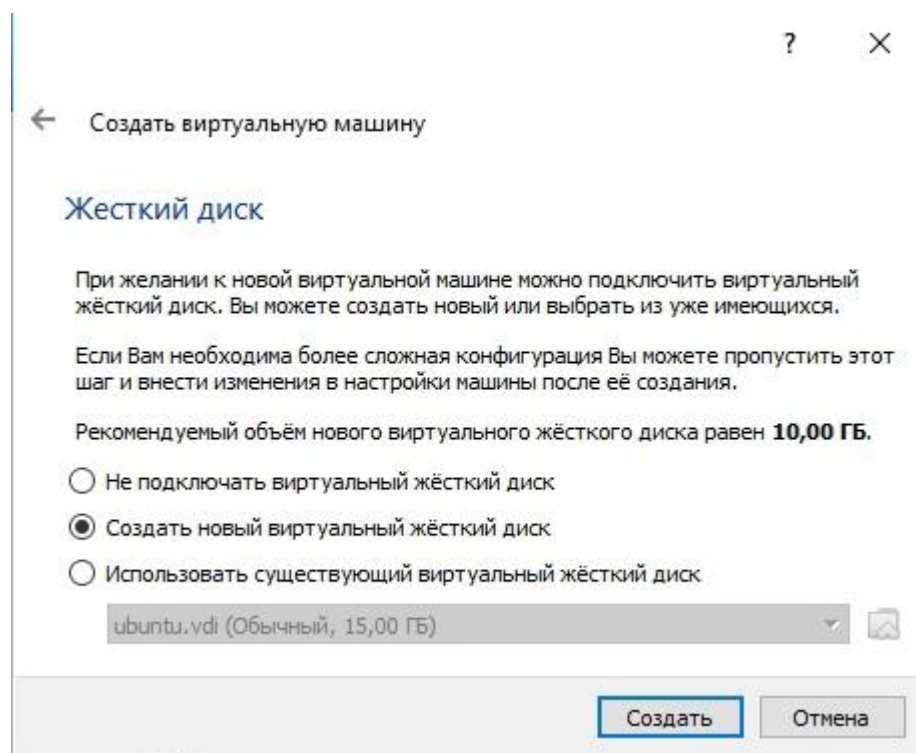 ?
Создать виртуальную машину
Жесткий диск
При желании к новой виртуальной машине можно подключить виртуальный
жёсткий диск. Вы можете создать новый или выбрать из уже имеющихся.
Если Вам необходима более сложная конфигурация Вы можете пропустить этот
шаг и внести изменения в настройки машины после её создания.
Рекомендуемый объём нового виртуального жёсткого диска равен 10,00 ГБ.
Не подключать виртуальный жёсткий диск
Создать новый виртуальный жёсткий диск
Использовать существующий виртуальный жёсткий диск
ubuntu.vdi (Обычный, 15,00 ГБ)
Создать Отмена